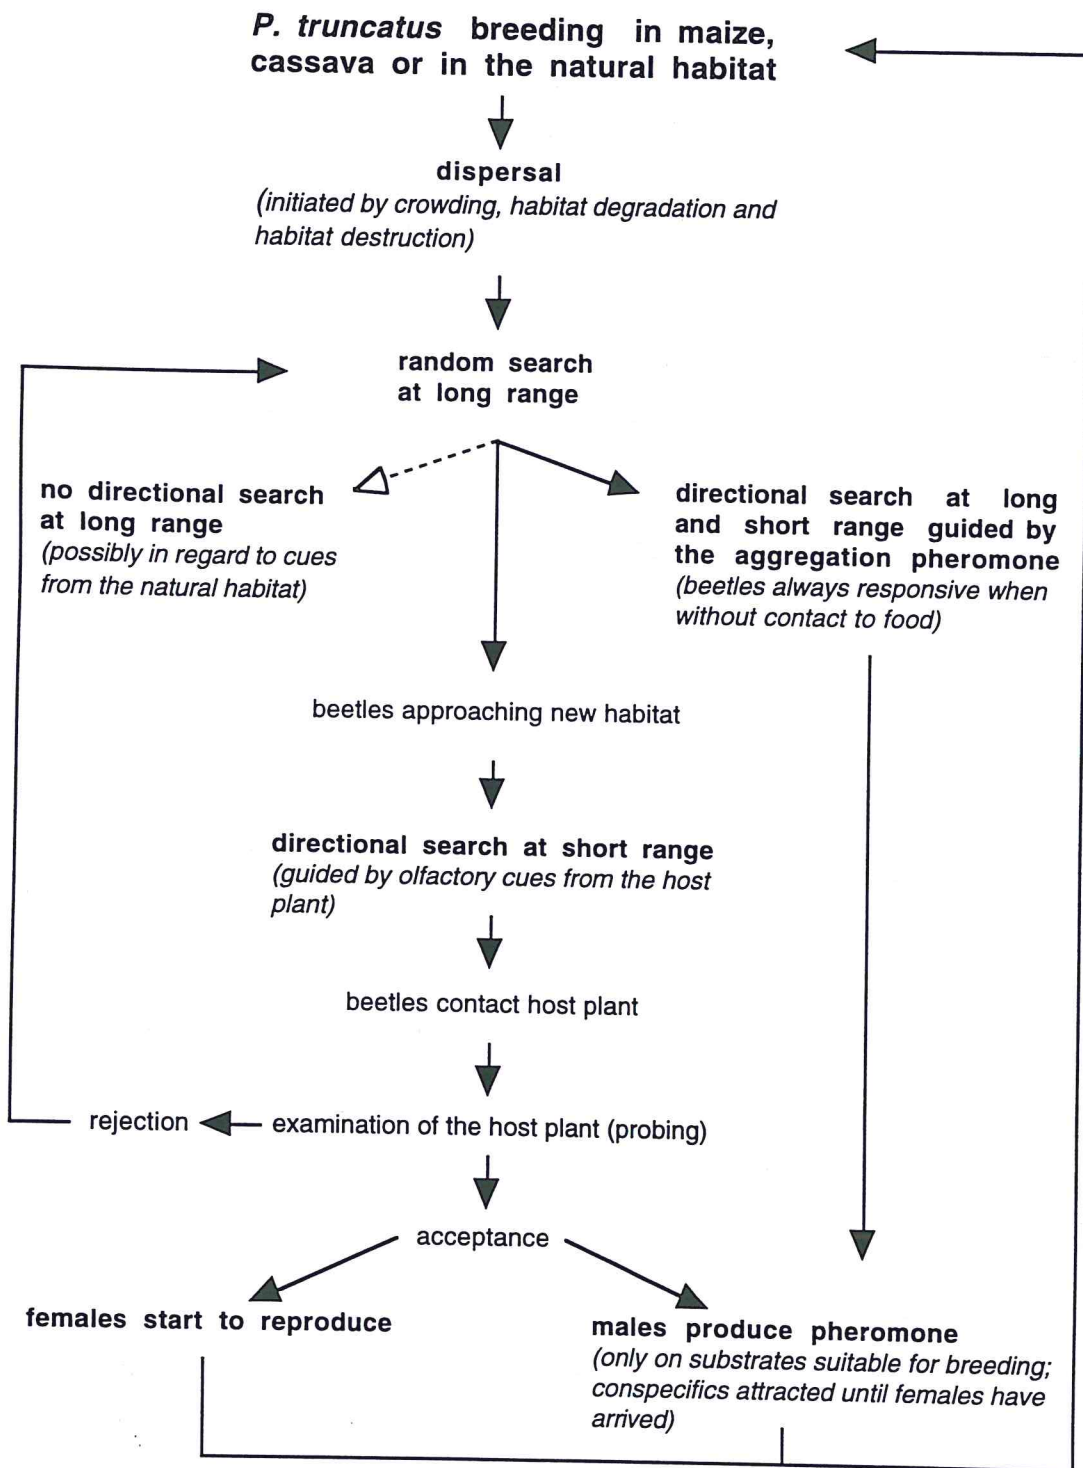 P. truncatus breeding in maize,
cassava or in the natural habitat
dispersal
(initiated by crowding, habitat degradation and
habitat destruction)
random search
at long range
no directional search
at long range
(possibly in regard to cues
from the natural habitat)
directional search at long
and short range guided by
the aggregation pheromone
(beetles always responsive when
without contact to food)
beetles approaching new habitat
directional search at short range
(guided by olfactory cues from the host
plant)
beetles contact host plant
rejection
examination of the host plant (probing)
acceptance
females start to reproduce
males produce pheromone
(only on substrates suitable for breeding;
conspecifics attracted until females have
arrived)